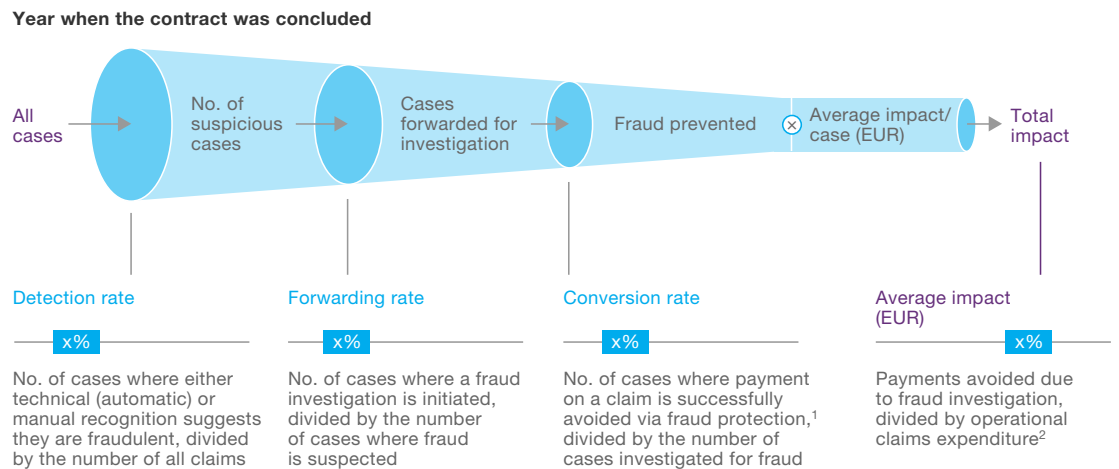 Year when the contract was concluded
All
cases
No. of
suspicious
cases
Cases
forwarded for
investigation
Fraud prevented
×
Average impact/
case (EUR)
Total
impact
Detection rate
x%
No. of cases where either
technical (automatic) or
manual recognition suggests
they are fraudulent, divided
by the number of all claims
Forwarding rate
x%
No. of cases where a fraud
investigation is initiated,
divided by the number
of cases where fraud
is suspected
Conversion rate
x%
No. of cases where payment
on a claim is successfully
avoided via fraud protection,¹
divided by the number of
cases investigated for fraud
Average impact
(EUR)
x%
Payments avoided due
to fraud investigation,
divided by operational
claims expenditure²